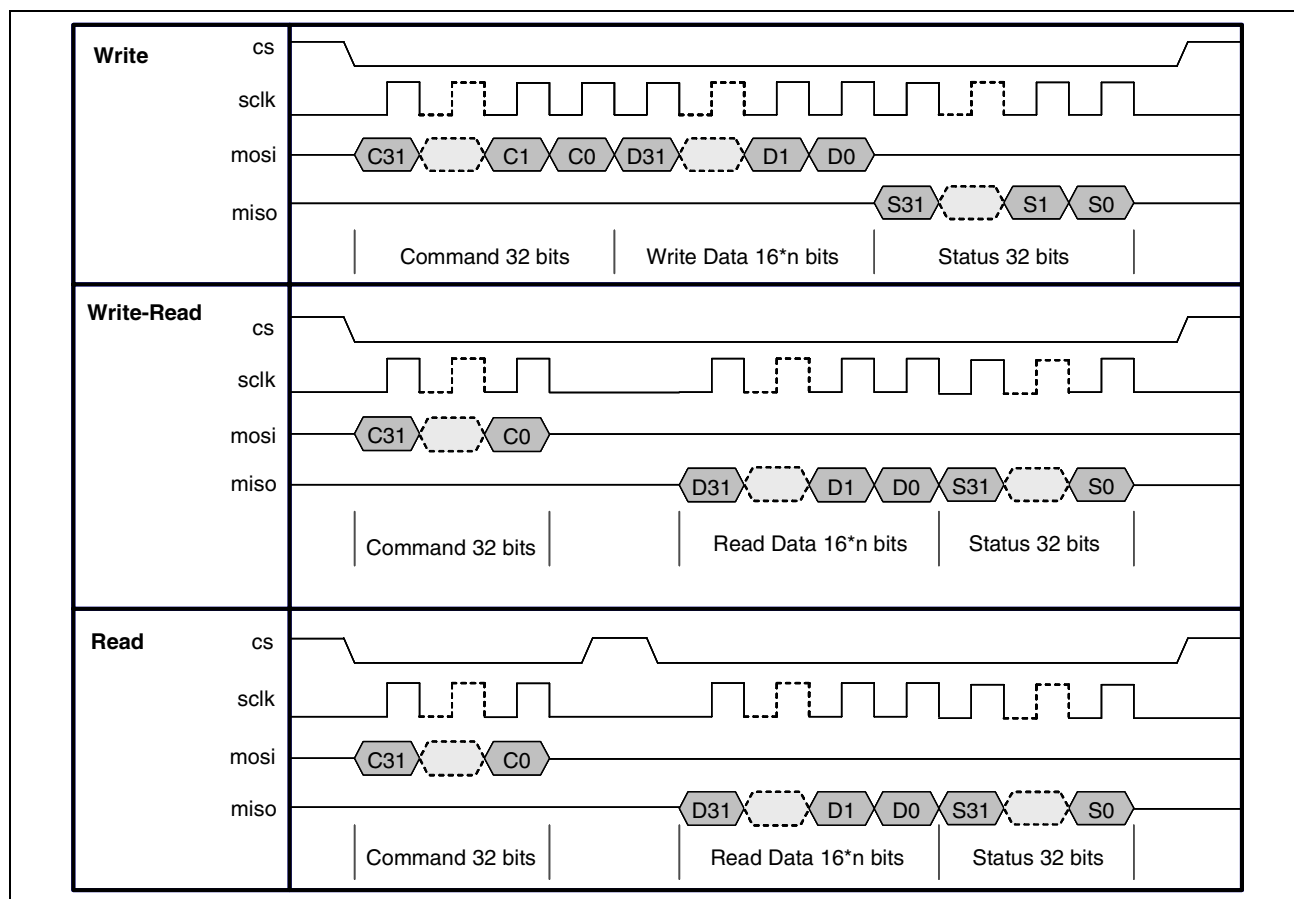 Write
cs
sclk
mosi C31 C1 C0 D31 D1 D0
miso S31 S1 S0
Command 32 bits Write Data 16*n bits Status 32 bits
Write-Read
cs
sclk
mosi C31 C0
miso D31 D1 D0 S31 S0
Command 32 bits Read Data 16*n bits Status 32 bits
Read
cs
sclk
mosi C31 C0
miso D31 D1 D0 S31 S0
Command 32 bits Read Data 16*n bits Status 32 bits